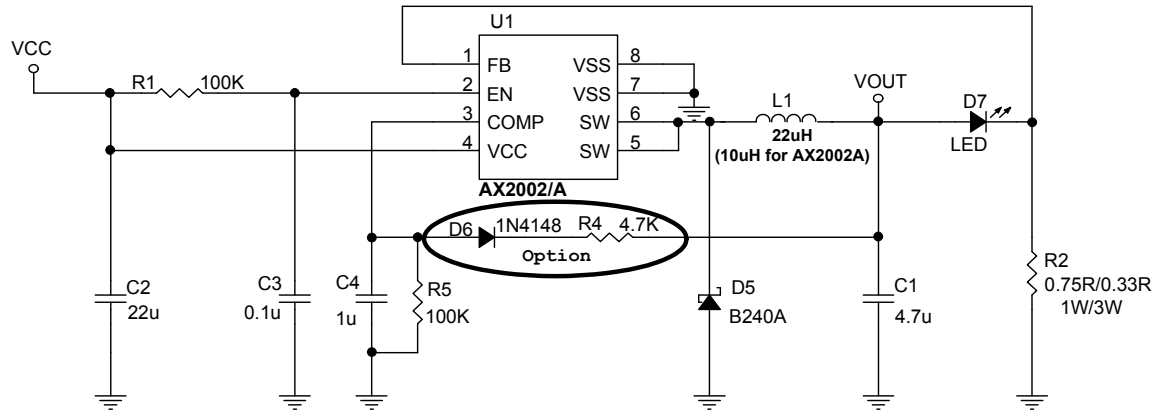 U1
VCC
VOUT
1 FB VSS 8
R1 100K
2 EN VSS 7
L1
D7
3 COMP SW 6
22uH
4 VCC SW 5
(10uH for AX2002A)
LED
AX2002/A
D6 1N4148 R4 4.7K
Option
R2
0.75R/0.33R
1W/3W
C2
22u
C3
0.1u
C4
1u
R5
100K
D5
B240A
C1
4.7u